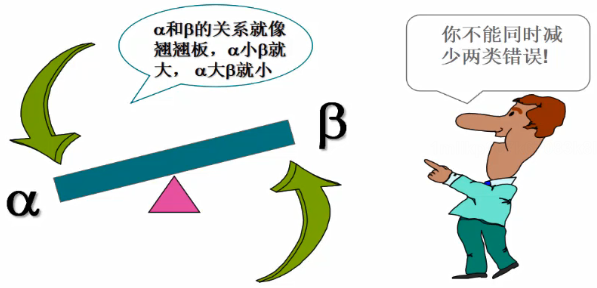 α和β的关系就像
翘翘板，α小β就
大， α大β就小
你不能同时减
少两类错误!
β
α